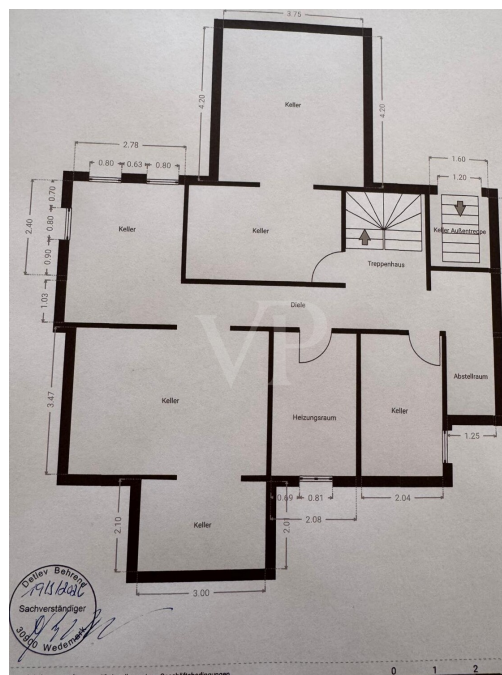 3.75
4.20
Keller
4.20
2.78
0.80
0.63
0.80
1.60
1.20
0.70
0.80
2.40
0.90
1.03
Keller
Keller
Keller Außentreppe
Treppenhaus
Diele
VP
3.47
Keller
Heizungsraum
Keller
Abstellraum
1.25
0.69
0.81
2.04
2.08
2.10
Keller
3.00
Detlev Behrend
Sachverständiger
30900 Wedemark
0 1 2